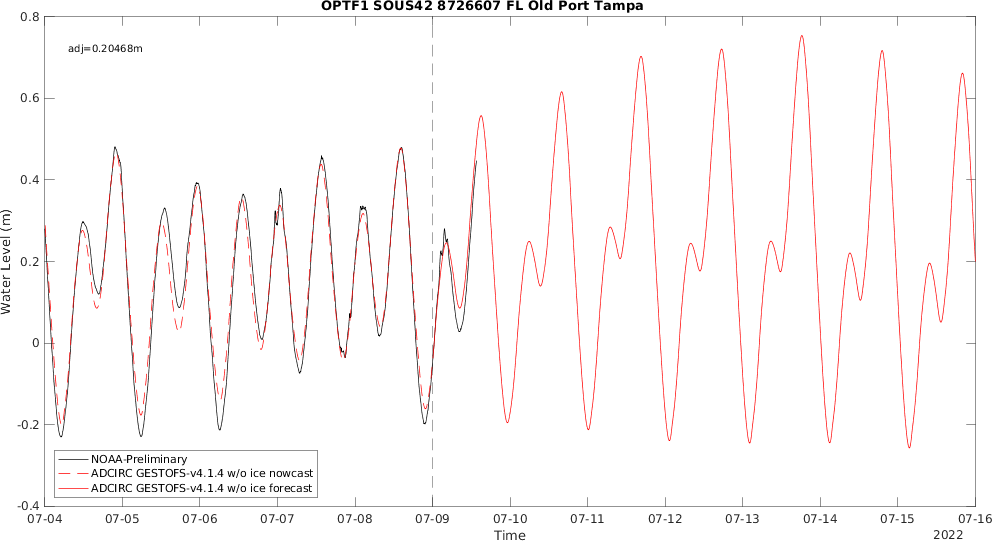 OPTF1 SOUS42 8726607 FL Old Port Tampa
adj=0.20468m
0.8
0.6
0.4
0.2
0
-0.2
-0.4
Water Level (m)
NOAA-Preliminary
ADCIRC GESTOFS-v4.1.4 w/o ice nowcast
ADCIRC GESTOFS-v4.1.4 w/o ice forecast
07-04 07-05 07-06 07-07 07-08 07-09 07-10 07-11 07-12 07-13 07-14 07-15 07-16
Time
2022